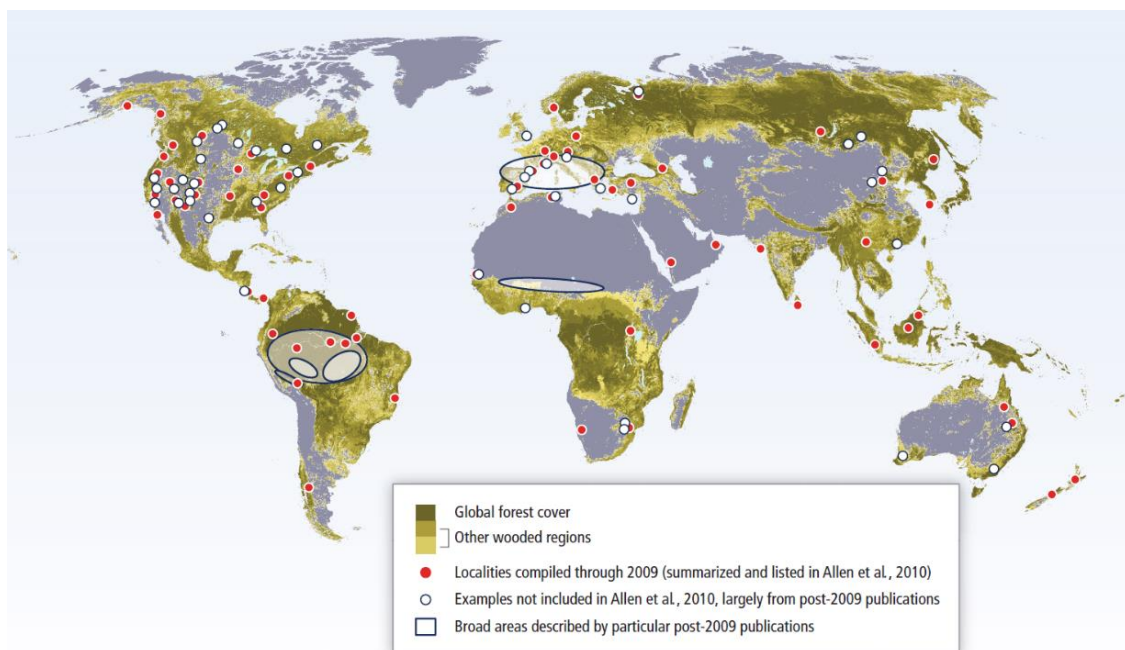 Global forest cover
Other wooded regions
Localities compiled through 2009 (summarized and listed in Allen et al., 2010)
Examples not included in Allen et al., 2010, largely from post-2009 publications
Broad areas described by particular post-2009 publications